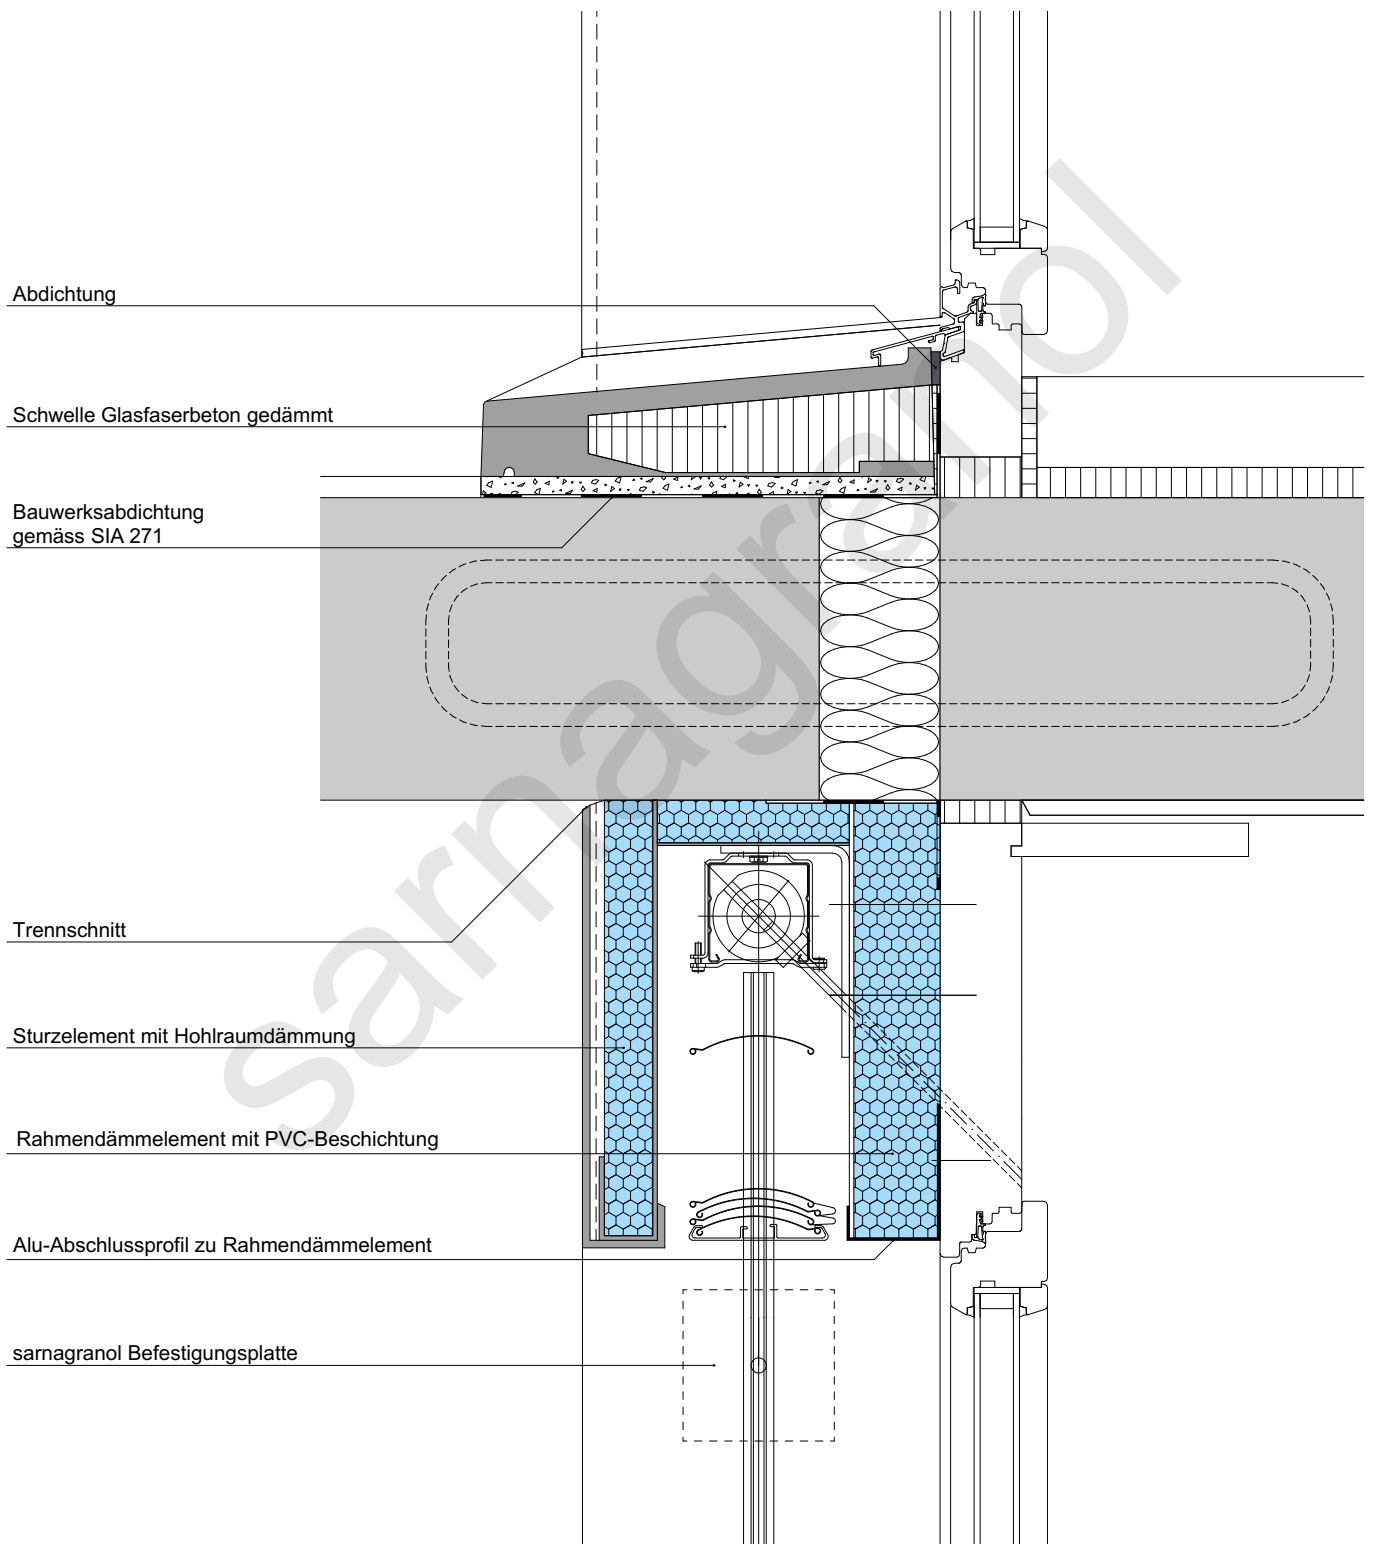 Abdichtung
Schwelle Glasfaserbeton gedämmt
Bauwerksabdichtung
gemäss SIA 271
Trennschnitt
Sturzelement mit Hohlraumdämmung
Rahmendämmelement mit PVC-Beschichtung
Alu-Abschlussprofil zu Rahmendämmelement
sarnagranol Befestigungsplatte
sarnagranol